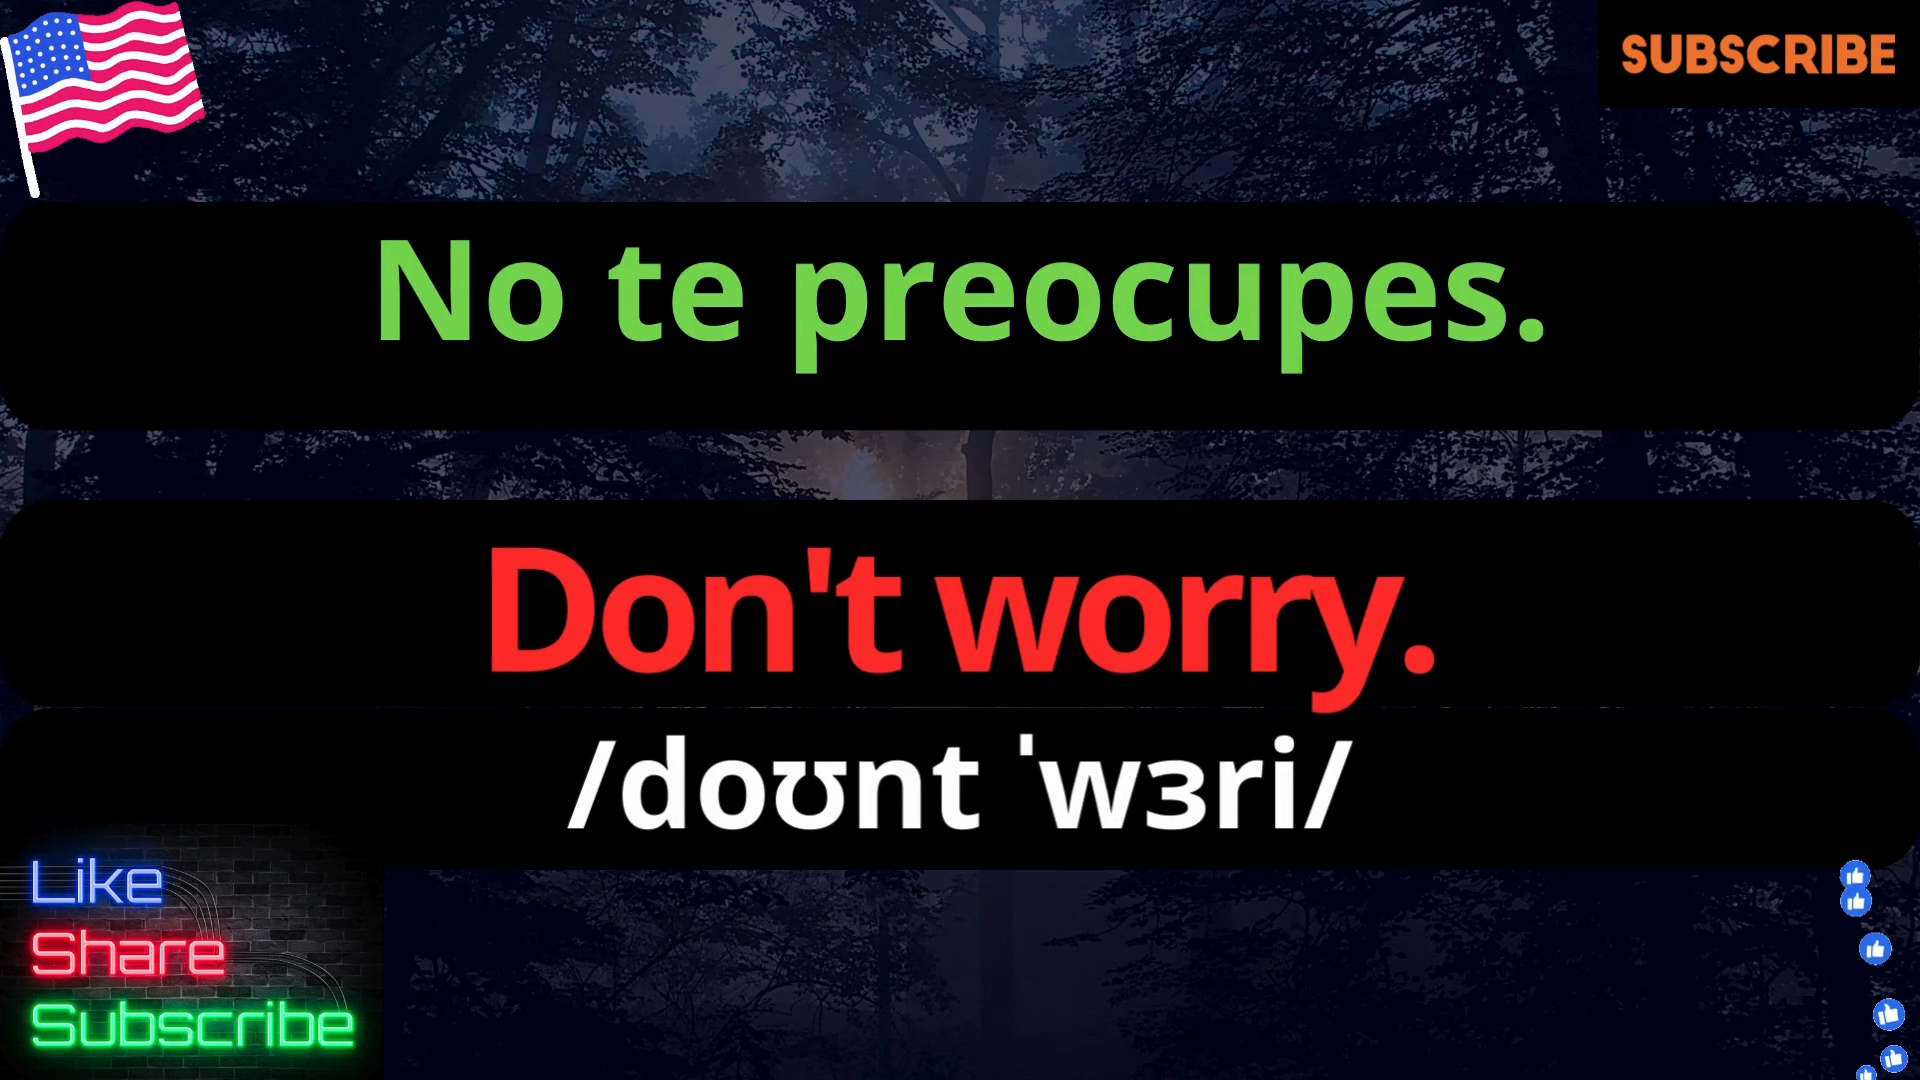 SUBSCRIBE
No te preocupes.
Don't worry.
/doʊnt ˈwɜri/
Like
Share
Subscribe